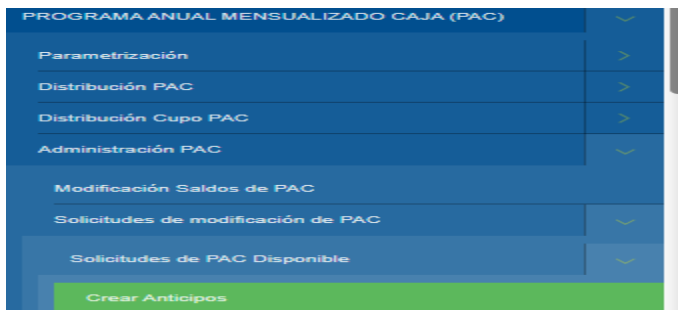 PROGRAMA ANUAL MENSUALIZADO CAJA (PAC)
Parametrización
Distribución PAC
Distribución Cupo PAC
Administración PAC
Modificación Saldos de PAC
Solicitudes de modificación de PAC
Solicitudes de PAC Disponible
Crear Anticipos